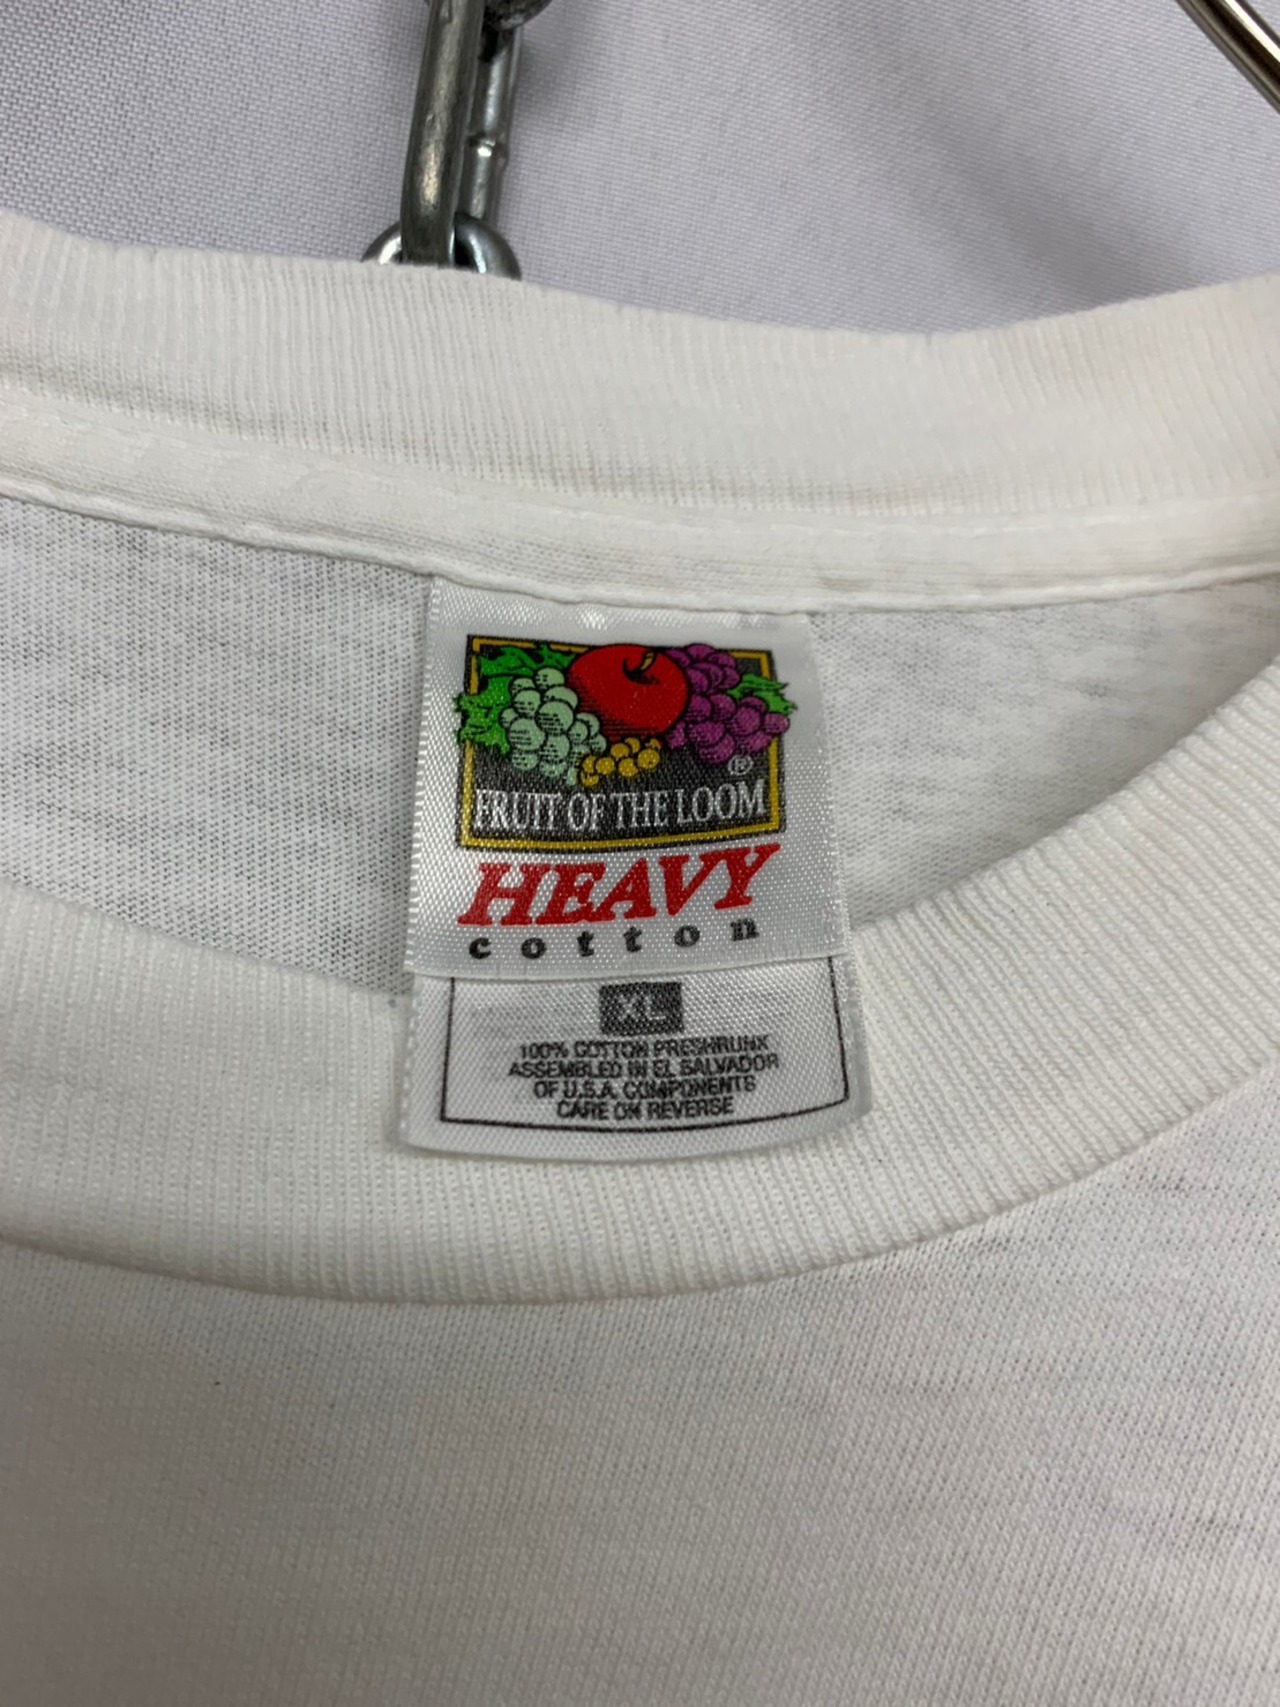 ®
FRUIT OF THE LOOM
HEAVY
cotton
XL
100% COTTON PRESHRUNK
ASSEMBLED IN EL SALVADOR
OF U.S.A. COMPONENTS
CARE ON REVERSE